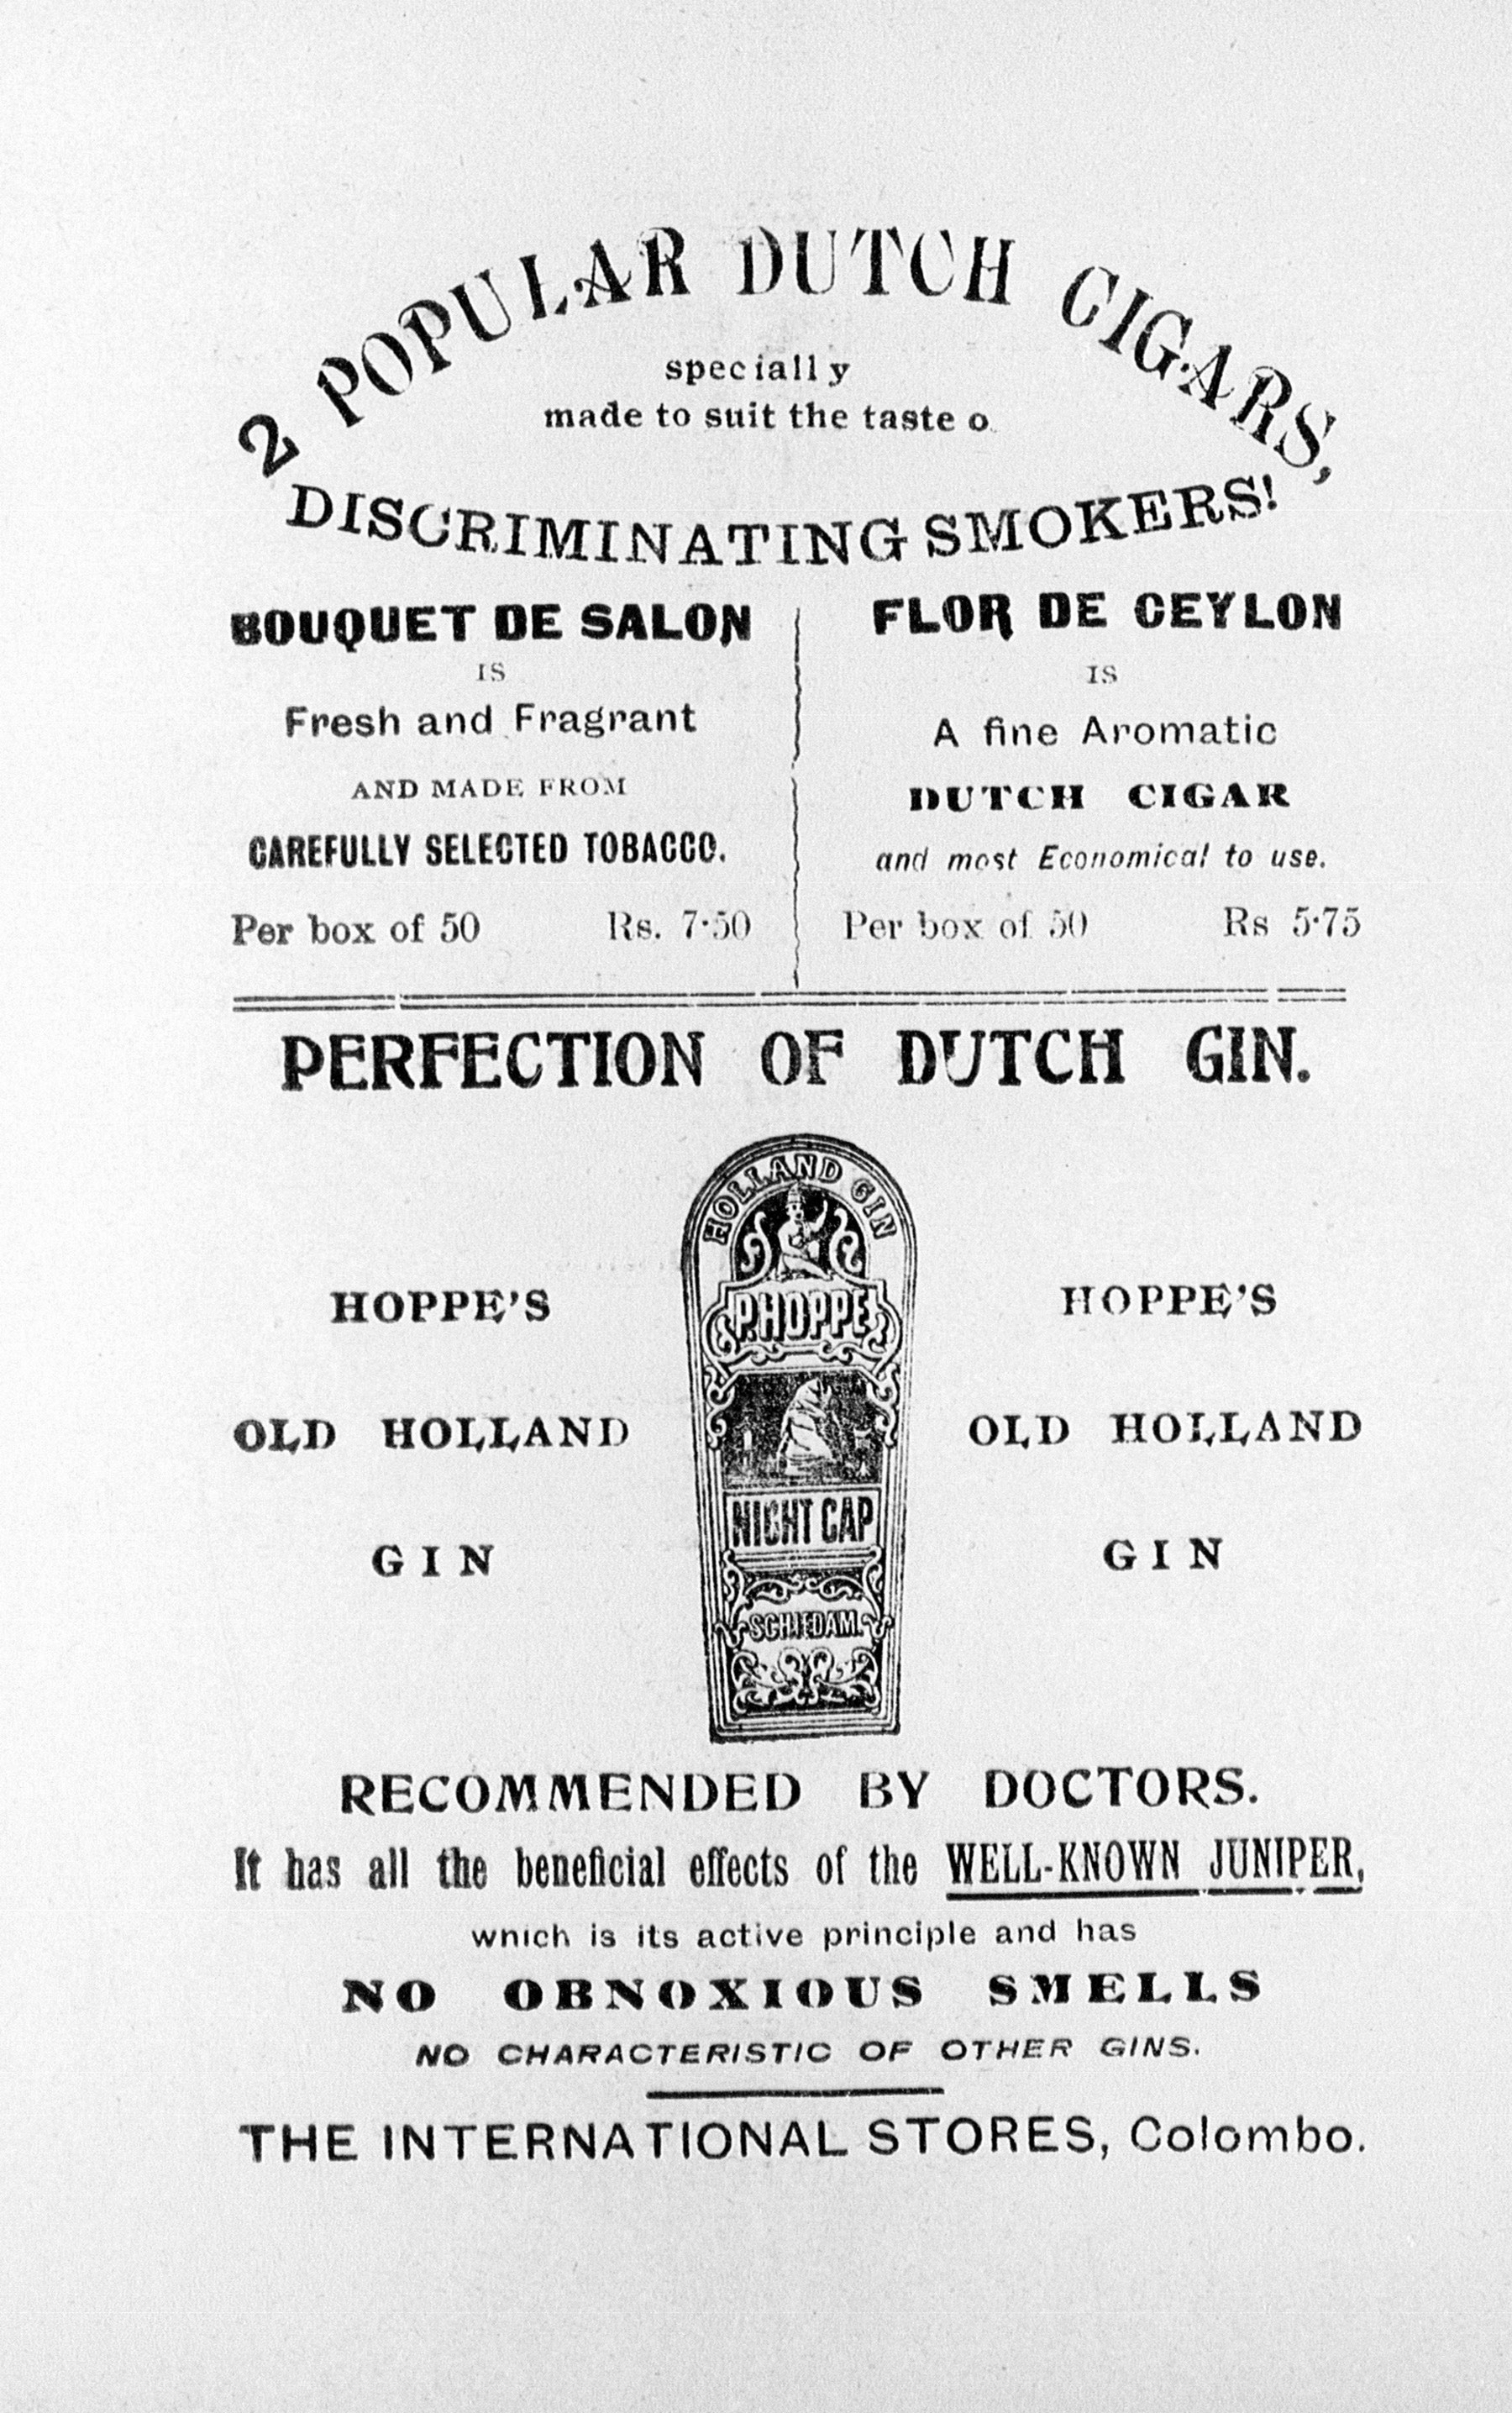 2 POPULAR DUTCH CIGARS,
specially
made to suit the taste o
DISCRIMINATING SMOKERS!
BOUQUET DE SALON
IS
Fresh and Fragrant
AND MADE FROM
CAREFULLY SELECTED TOBACCO.
Per box of 50 Rs. 7·50
FLOR DE CEYLON
IS
A fine Aromatic
DUTCH CIGAR
and most Economical to use.
Per box of 50 Rs 5·75
PERFECTION OF DUTCH GIN.
HOPPE'S
OLD HOLLAND
GIN
HOLLAND GIN
P. HOPPE
NIGHT CAP
SCHIEDAM.
HOPPE'S
OLD HOLLAND
GIN
RECOMMENDED BY DOCTORS.
It has all the beneficial effects of the WELL-KNOWN JUNIPER,
which is its active principle and has
NO OBNOXIOUS SMELLS
NO CHARACTERISTIC OF OTHER GINS.
THE INTERNATIONAL STORES, Colombo.